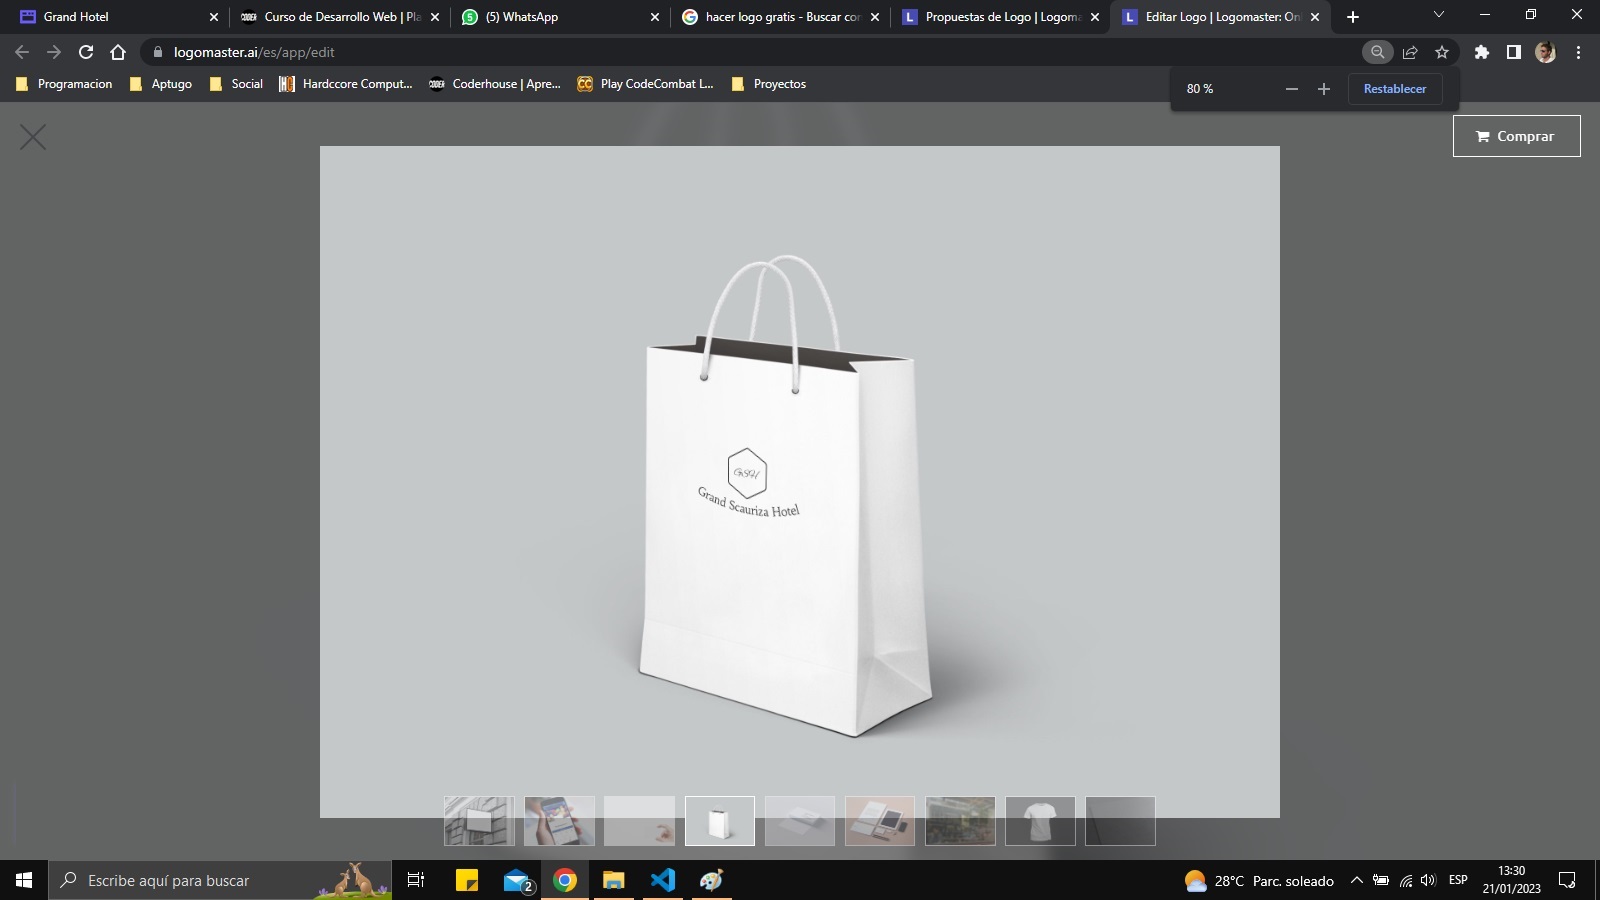 Grand Hotel
Curso de Desarrollo Web | Pla
(5) WhatsApp
hacer logo gratis - Buscar con
Propuestas de Logo | Logoma
Editar Logo | Logomaster: Onl
logomaster.ai/es/app/edit
Programacion
Aptugo
Social
Hardccore Comput...
Coderhouse | Apre...
Play CodeCombat L...
Proyectos
80 %
Restablecer
Comprar
GSH
Grand Scauriza Hotel
Escribe aquí para buscar
2
28°C Parc. soleado
ESP
13:30
21/01/2023